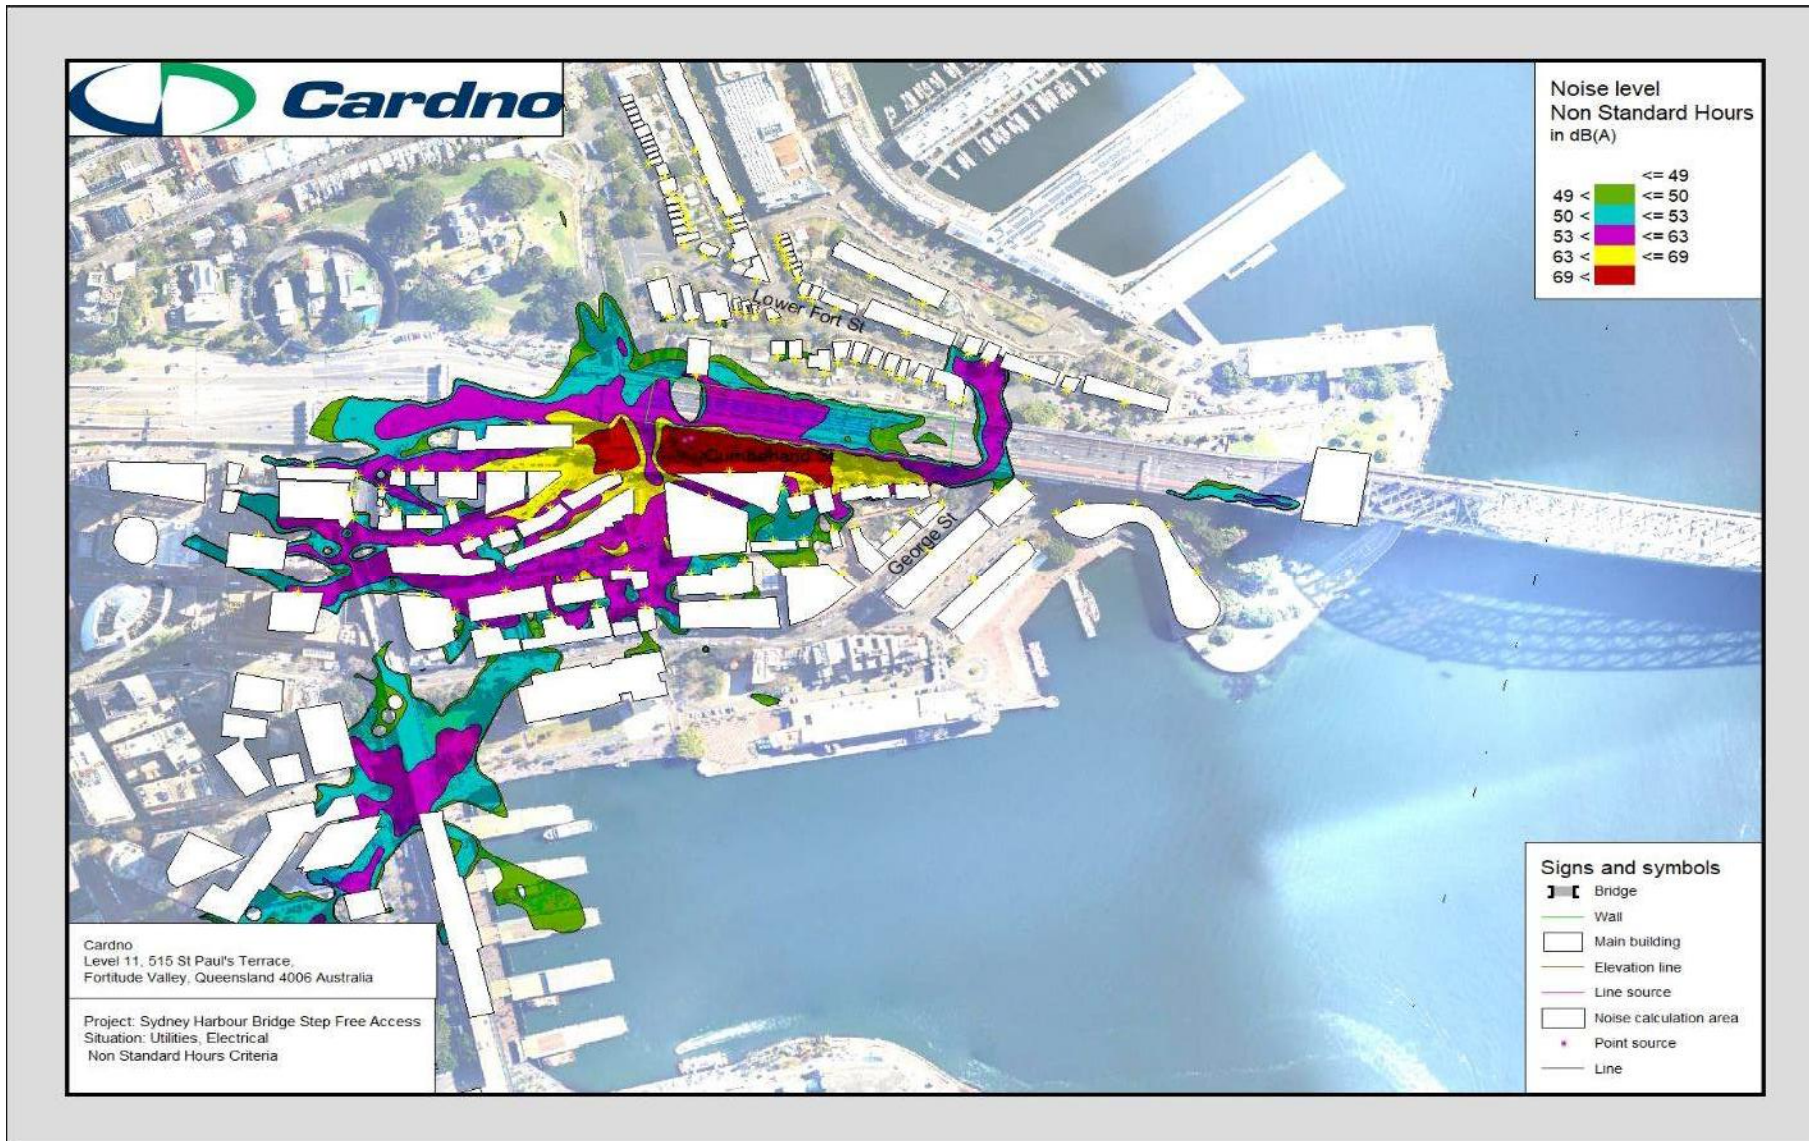 Cardno
Noise level
Non Standard Hours
in dB(A)
<= 49
49 < <= 50
50 < <= 53
53 < <= 63
63 < <= 69
69 <
Lower Fort St
Cumberland St
George St
Signs and symbols
Bridge
Wall
Main building
Elevation line
Line source
Noise calculation area
Point source
Line
Cardno
Level 11, 515 St Paul's Terrace,
Fortitude Valley, Queensland 4006 Australia
Project: Sydney Harbour Bridge Step Free Access
Situation: Utilities, Electrical
Non Standard Hours Criteria